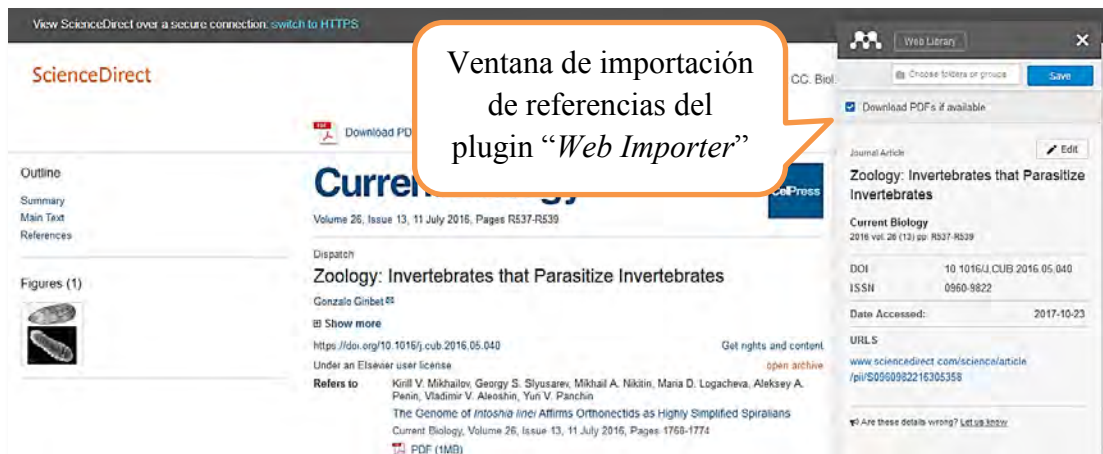 View ScienceDirect over a secure connection: switch to HTTPS
Web Library
ScienceDirect
Ventana de importación
de referencias del
plugin “Web Importer”
CC. Biol
Choose folders or groups
Save
Download PDFs if available
Download PD
Outline
Summary
Main Text
References
Figures (1)
Curren
CellPress
Volume 26, Issue 13, 11 July 2016, Pages R537-R539
Dispatch
Zoology: Invertebrates that Parasitize Invertebrates
Gonzalo Giribet
Show more
https://doi.org/10.1016/j.cub.2016.05.040
Get rights and content
Under an Elsevier user license
open archive
Refers to
Kirill V. Mikhailov, Georgy S. Slyusarev, Mikhail A. Nikitin, Maria D. Logacheva, Aleksey A.
Penin, Vladimir V. Aleoshin, Yuri V. Panchin
The Genome of Intoshia linei Affirms Orthonectids as Highly Simplified Spiralians
Current Biology, Volume 26, Issue 13, 11 July 2016, Pages 1768-1774
PDF (1MB)
Journal Article
Edit
Zoology: Invertebrates that Parasitize
Invertebrates
Current Biology
2016 vol. 26 (13) pp. R537-R539
DOI 10.1016/J.CUB.2016.05.040
ISSN 0960-9822
Date Accessed: 2017-10-23
URLS
www.sciencedirect.com/science/article
/pii/S0960982216305358
Are these details wrong? Let us know